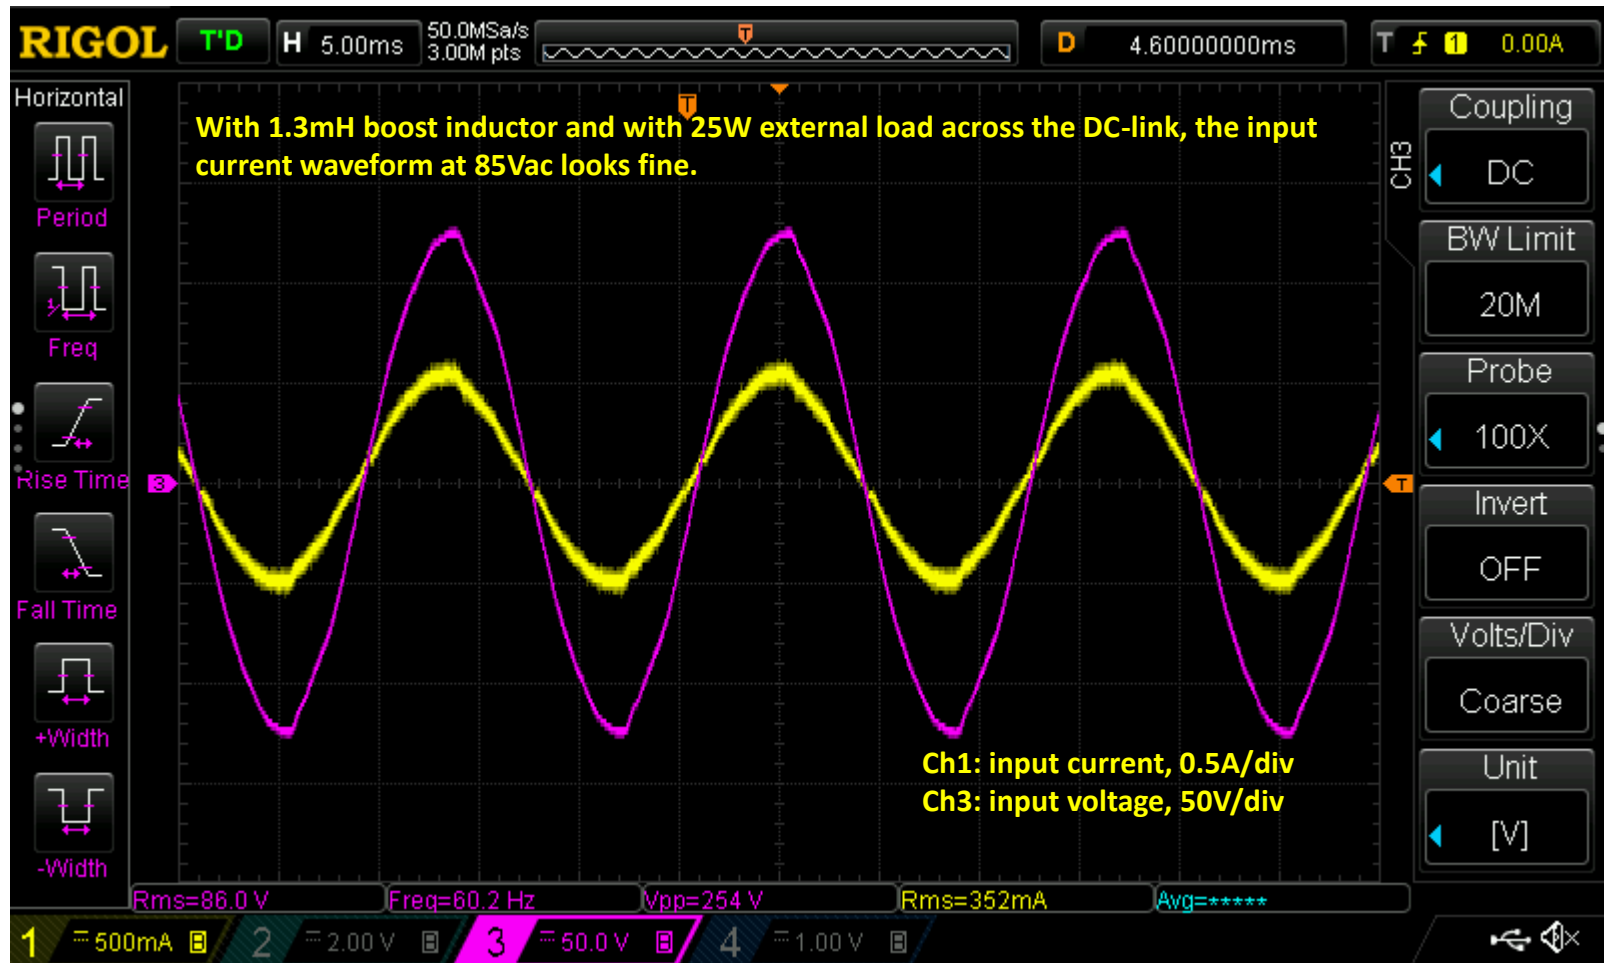 RIGOL T'D H 5.00ms 50.0MSa/s 3.00M pts T D 4.60000000ms T 1 0.00A
Horizontal
Period
Freq
Rise Time
Fall Time
+Width
-Width
T
With 1.3mH boost inductor and with 25W external load across the DC-link, the input
current waveform at 85Vac looks fine.
3
T
Ch1: input current, 0.5A/div
Ch3: input voltage, 50V/div
CH3
Coupling
DC
BW Limit
20M
Probe
100X
Invert
OFF
Volts/Div
Coarse
Unit
[V]
Rms=86.0 V Freq=60.2 Hz Vpp=254 V Rms=352mA Avg=*****
1 500mA B 2 2.00 V B 3 50.0 V B 4 1.00 V B